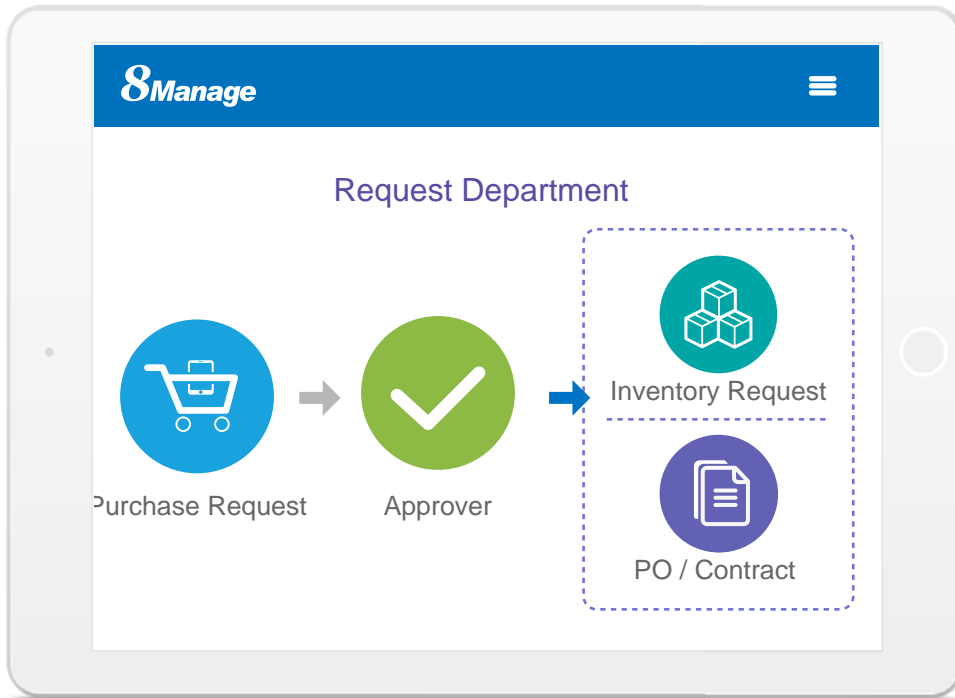 8Manage
Request Department
Inventory Request
Purchase Request
Approver
PO / Contract